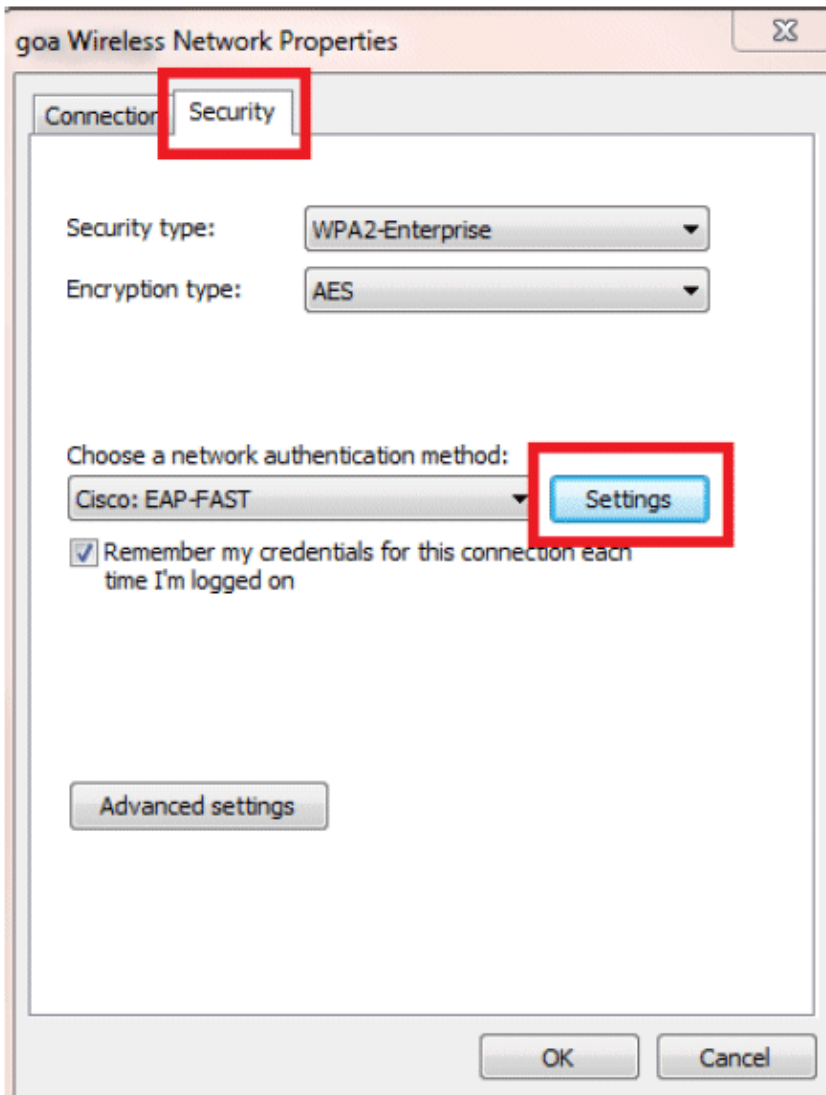 goa Wireless Network Properties
Connection Security
Security type: WPA2-Enterprise
Encryption type: AES
Choose a network authentication method:
Cisco: EAP-FAST Settings
Remember my credentials for this connection each
time I'm logged on
Advanced settings
OK Cancel